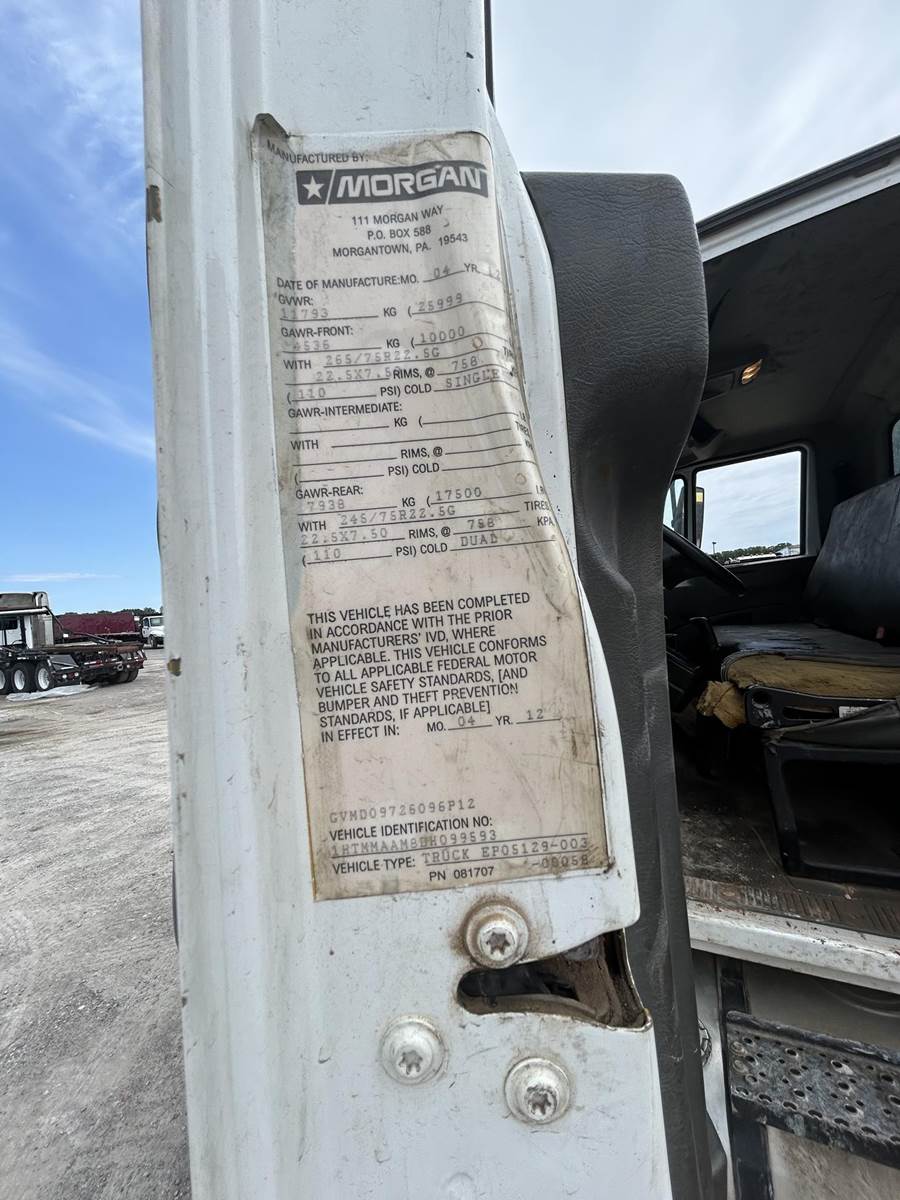 MANUFACTURED BY:
MORGAN
111 MORGAN WAY
P.O. BOX 588
MORGANTOWN, PA. 19543
DATE OF MANUFACTURE: MO. 04 YR.
GVWR:
11793 KG ( 25999
GAWR-FRONT:
4536 KG ( 10000
WITH 265/75R22.5G
22.5X7.50 RIMS, @ 758
( 110 PSI) COLD SINGLE
GAWR-INTERMEDIATE:
KG (
WITH TIRES
RIMS, @
( PSI) COLD
GAWR-REAR:
7938 KG ( 17500 LB
WITH 245/75R22.5G TIRES
22.5X7.50 RIMS, @ 758 KPA
( 110 PSI) COLD DUAL
THIS VEHICLE HAS BEEN COMPLETED
IN ACCORDANCE WITH THE PRIOR
MANUFACTURERS' IVD, WHERE
APPLICABLE. THIS VEHICLE CONFORMS
TO ALL APPLICABLE FEDERAL MOTOR
VEHICLE SAFETY STANDARDS, [AND
BUMPER AND THEFT PREVENTION
STANDARDS, IF APPLICABLE]
IN EFFECT IN: MO. 04 YR. 12
GVMD09726096P12
VEHICLE IDENTIFICATION NO:
1HTMMAAM8DH099593
VEHICLE TYPE: TRUCK EP05129-003
-00058
PN 081707